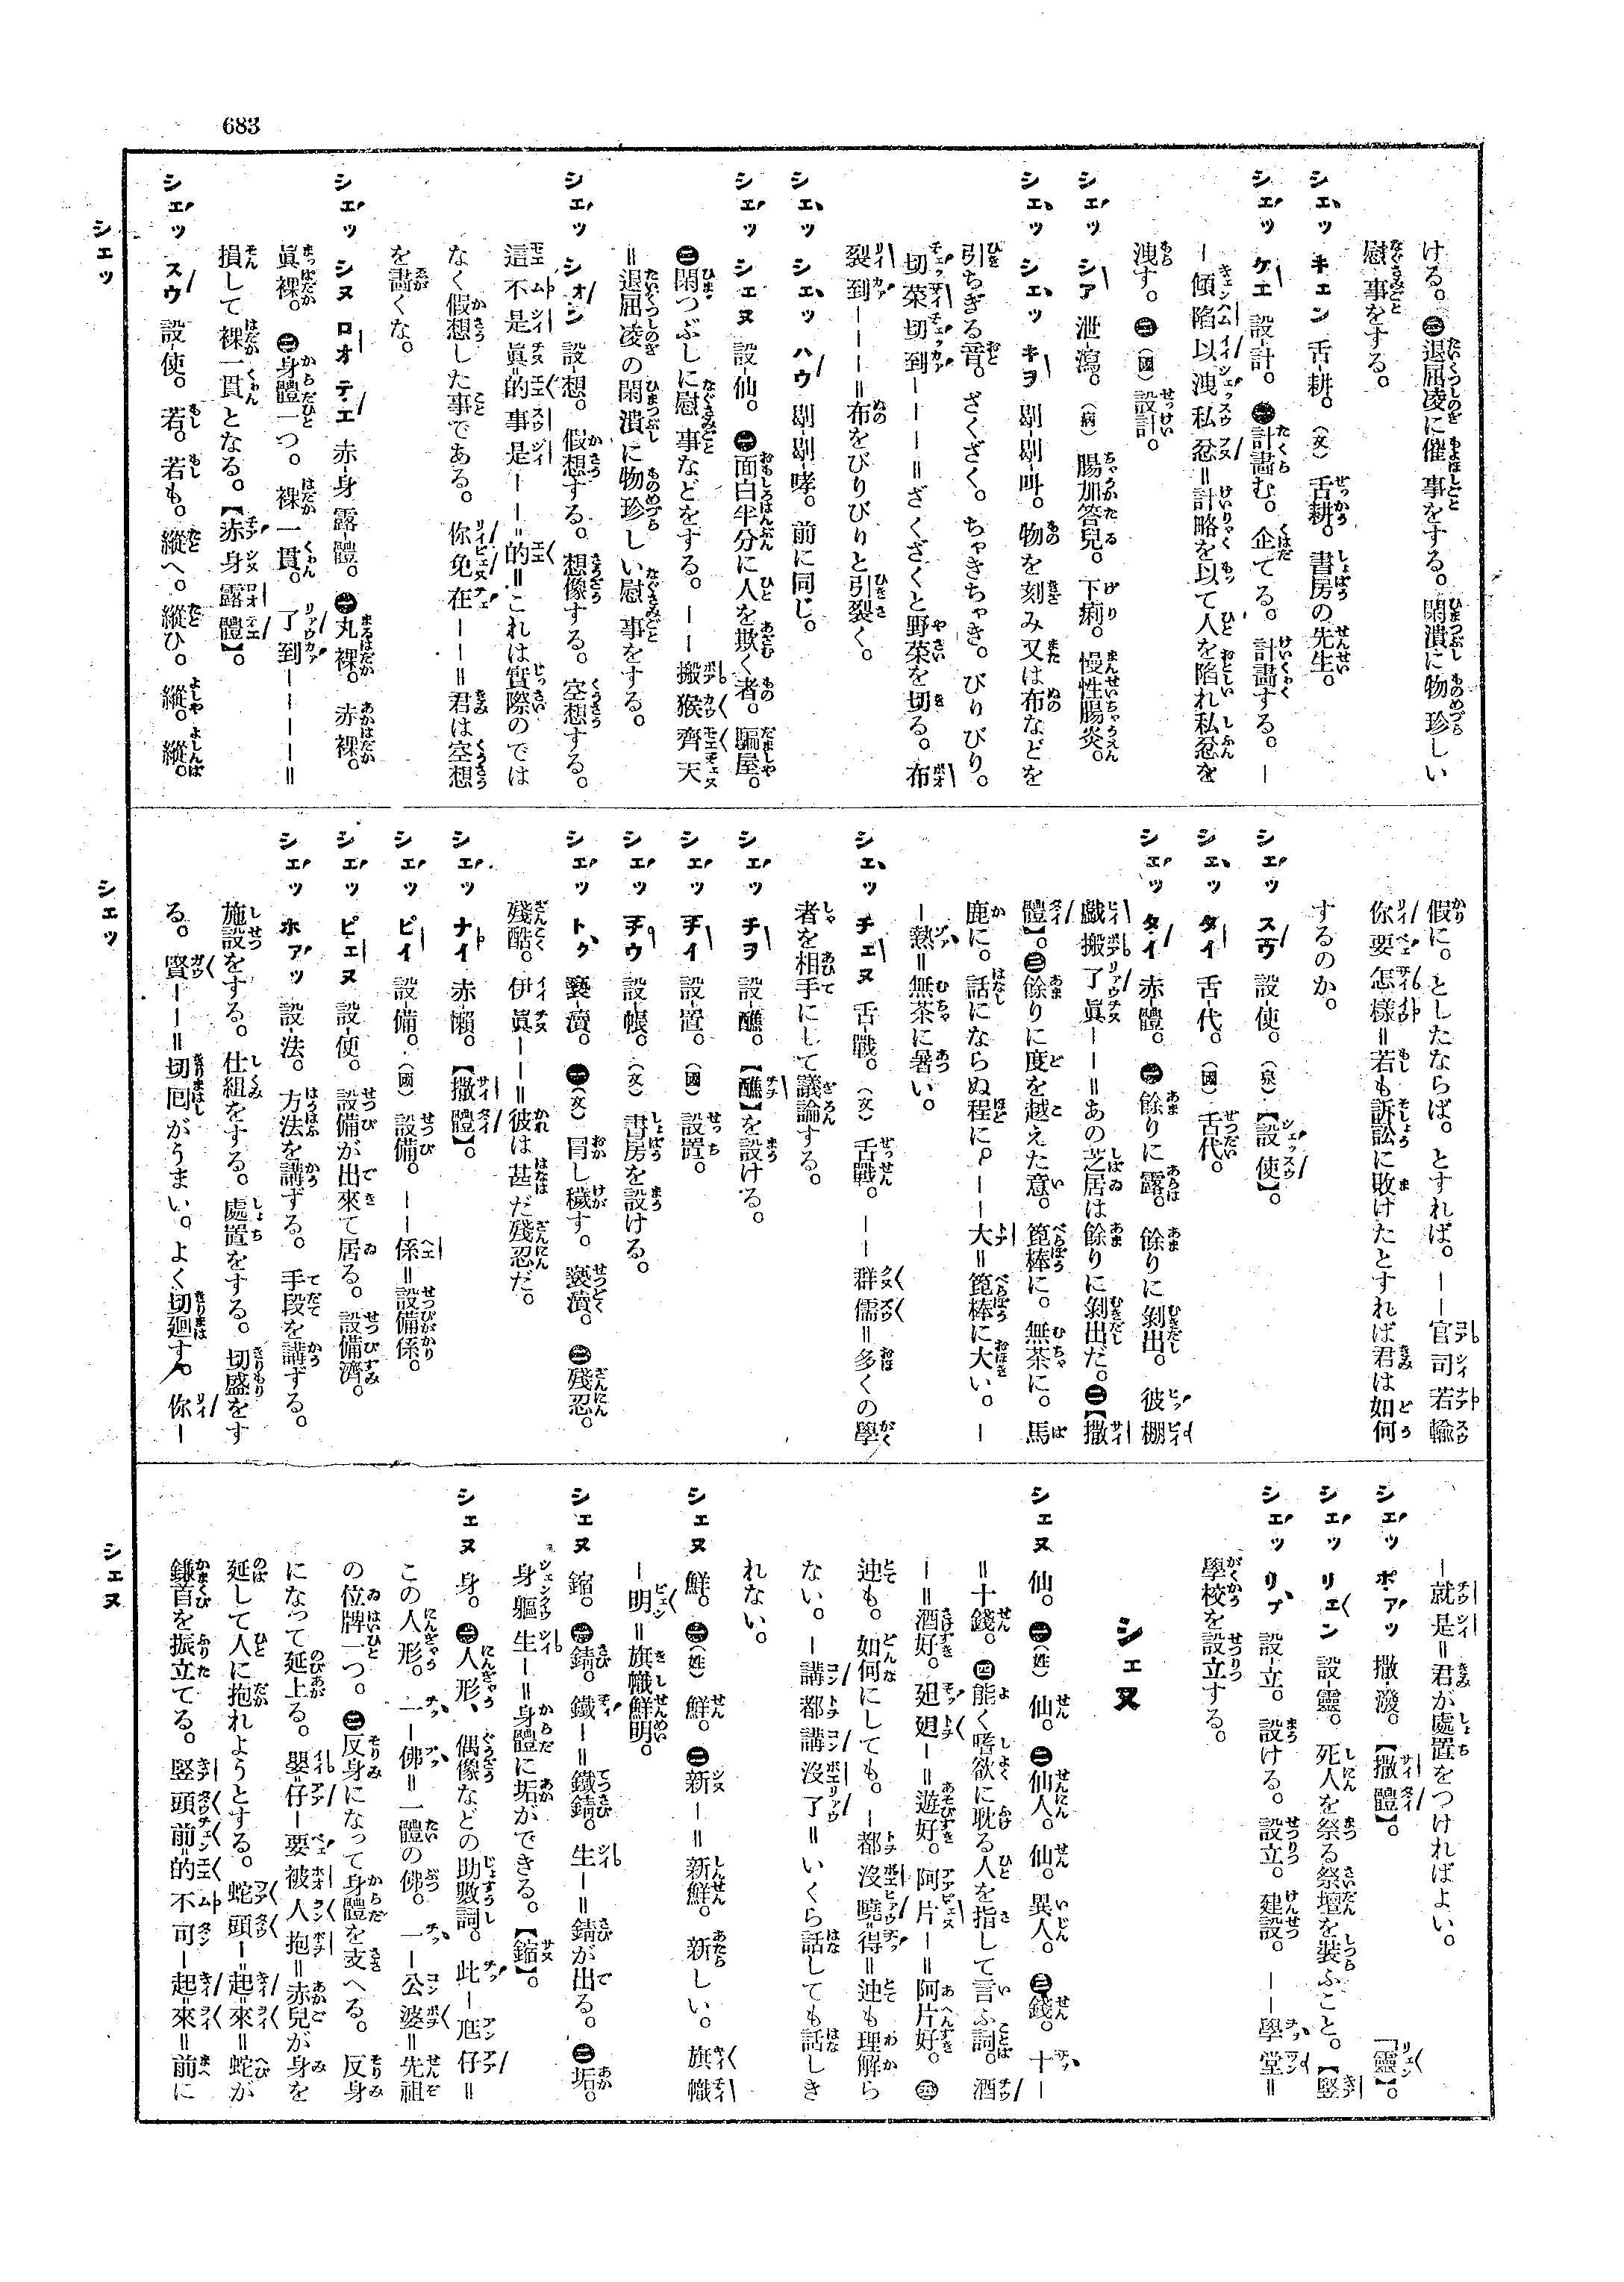 683
ける。㊁退屈凌に催事をする。閑潰に物珍しい
慰事をする。
シェッ キェン 舌-耕。(文) 舌耕。書房の先生。
シェッ ケエ 設-計。㊀計畫む。企てる。計畫する。—
—傾陷以洩私忿＝計略を以て人を陷れ私忿を
洩す。㊁(國) 設計。
シェッ シア 泄-瀉。(病) 腸加答兒。下痢。慢性腸炎。
シェッ シェッ キヲ 剔-剔-叫。物を刻み又は布などを
引ちぎる音。ざくざく。ちゃきちゃき。びりびり。
切菜切到———＝ざくざくと野菜を切る。布
裂到———＝布をびりびりと引裂く。
シェッ シェッ ハウ 剔-剔-哮。前に同じ。
シェッ シェヌ 設-仙。㊀面白半分に人を欺く者。騙屋。
㊁閑つぶしに慰事などをする。——搬猴齊天
＝退屈凌の閑潰に物珍しい慰事をする。
シェッ シオン 設-想。假想する。想像する。空想する。
這不是眞的事是——的＝これは實際のでは
なく假想した事である。你免在——＝君は空想
を畵くな。
シェッ シヌ ロオ テエ 赤-身露-體。㊀丸裸。赤裸。
眞裸。㊁身體一つ。裸一貫。了到————＝
損して裸一貫となる。【赤身露體】。
シェッ スウ 設-使。若。若も。縱へ。縱ひ。縱。縱。
シェッ
假に。としたならば。とすれば。——官司若輸
你要怎樣＝若も訴訟に敗げたとすれば君は如何
するのか。
シェッ スウ 設-使。(泉)【設使】。
シェッ タイ 舌-代。(國) 舌代。
シェッ タイ 赤-體。㊀餘りに露。餘りに剝出。彼棚
戲搬了眞——＝あの芝居は餘りに剝出だ。㊁【撒
體】。㊂餘りに度を越えた意。篦棒に。無茶に。馬
鹿に。話にならぬ程に。——大＝篦棒に大い。—
—熱＝無茶に暑い。
シェッ チェヌ 舌-戰。(文) 舌戰。——群儒＝多くの學
者を相手にして議論する。
シェッ チヲ 設-醮。【醮】を設ける。
シェッ チイ 設-置。(國) 設置。
シェッ チウ 設-帳。(文) 書房を設ける。
シェッ トク 褻-瀆。㊀(文) 冐し穢す。褻瀆。㊁殘忍。
殘酷。伊眞——＝彼は甚だ殘忍だ。
シェッ ナイ 赤-懶。【撒體】。
シェッ ピイ 設-備。(國) 設備。——係＝設備係。
シェッ ピェヌ 設-便。設備が出來て居る。設備濟。
シェッ ホアッ 設-法。方法を講ずる。手段を講ずる。
施設をする。仕組をする。處置をする。切盛をす
る。賢——＝切囘がうまい。よく切廻す人。你—
シェッ
—就是＝君が處置をつければよい。
シェッ ポアッ 撒-潑。【撒體】。
シェッ リェン 設-靈。死人を祭る祭壇を裝ふこと。【竪
靈】。
シェッ リプ 設-立。設ける。設立。建設。——學堂＝
學校を設立する。
シェヌ
シェヌ 仙。㊀(姓) 仙。㊁仙人。仙。異人。㊂錢。十—
＝十錢。㊃能く嗜欲に耽る人を指して言ふ詞。酒
—＝酒好。𨑨迌—＝遊好。阿片—＝阿片好。㊄
迚も。如何にしても。—都沒曉-得＝迚も理解ら
ない。—講都講沒了＝いくら話しても話しき
れない。
シェヌ 鮮。㊀(姓) 鮮。㊁新—＝新鮮。新しい。旗幟
—明＝旗幟鮮明。
シェヌ 鏥。㊀錆。鐵—＝鐵錆。生—＝錆が出る。㊁垢。
身軀生—＝身體に垢ができる。【鏥】。
シェヌ 身。㊀人形、偶像などの助數詞。此—尫仔＝
この人形。一—佛＝一體の佛。一—公婆＝先祖
の位牌一つ。㊁反身になって身體を支へる。反身
になって延上る。嬰仔—要被人抱＝赤兒が身を
延して人に抱れようとする。蛇頭—＝起＝來＝蛇が
鎌首を振立てる。竪頭前-的不可—起＝來＝前に
シェヌ